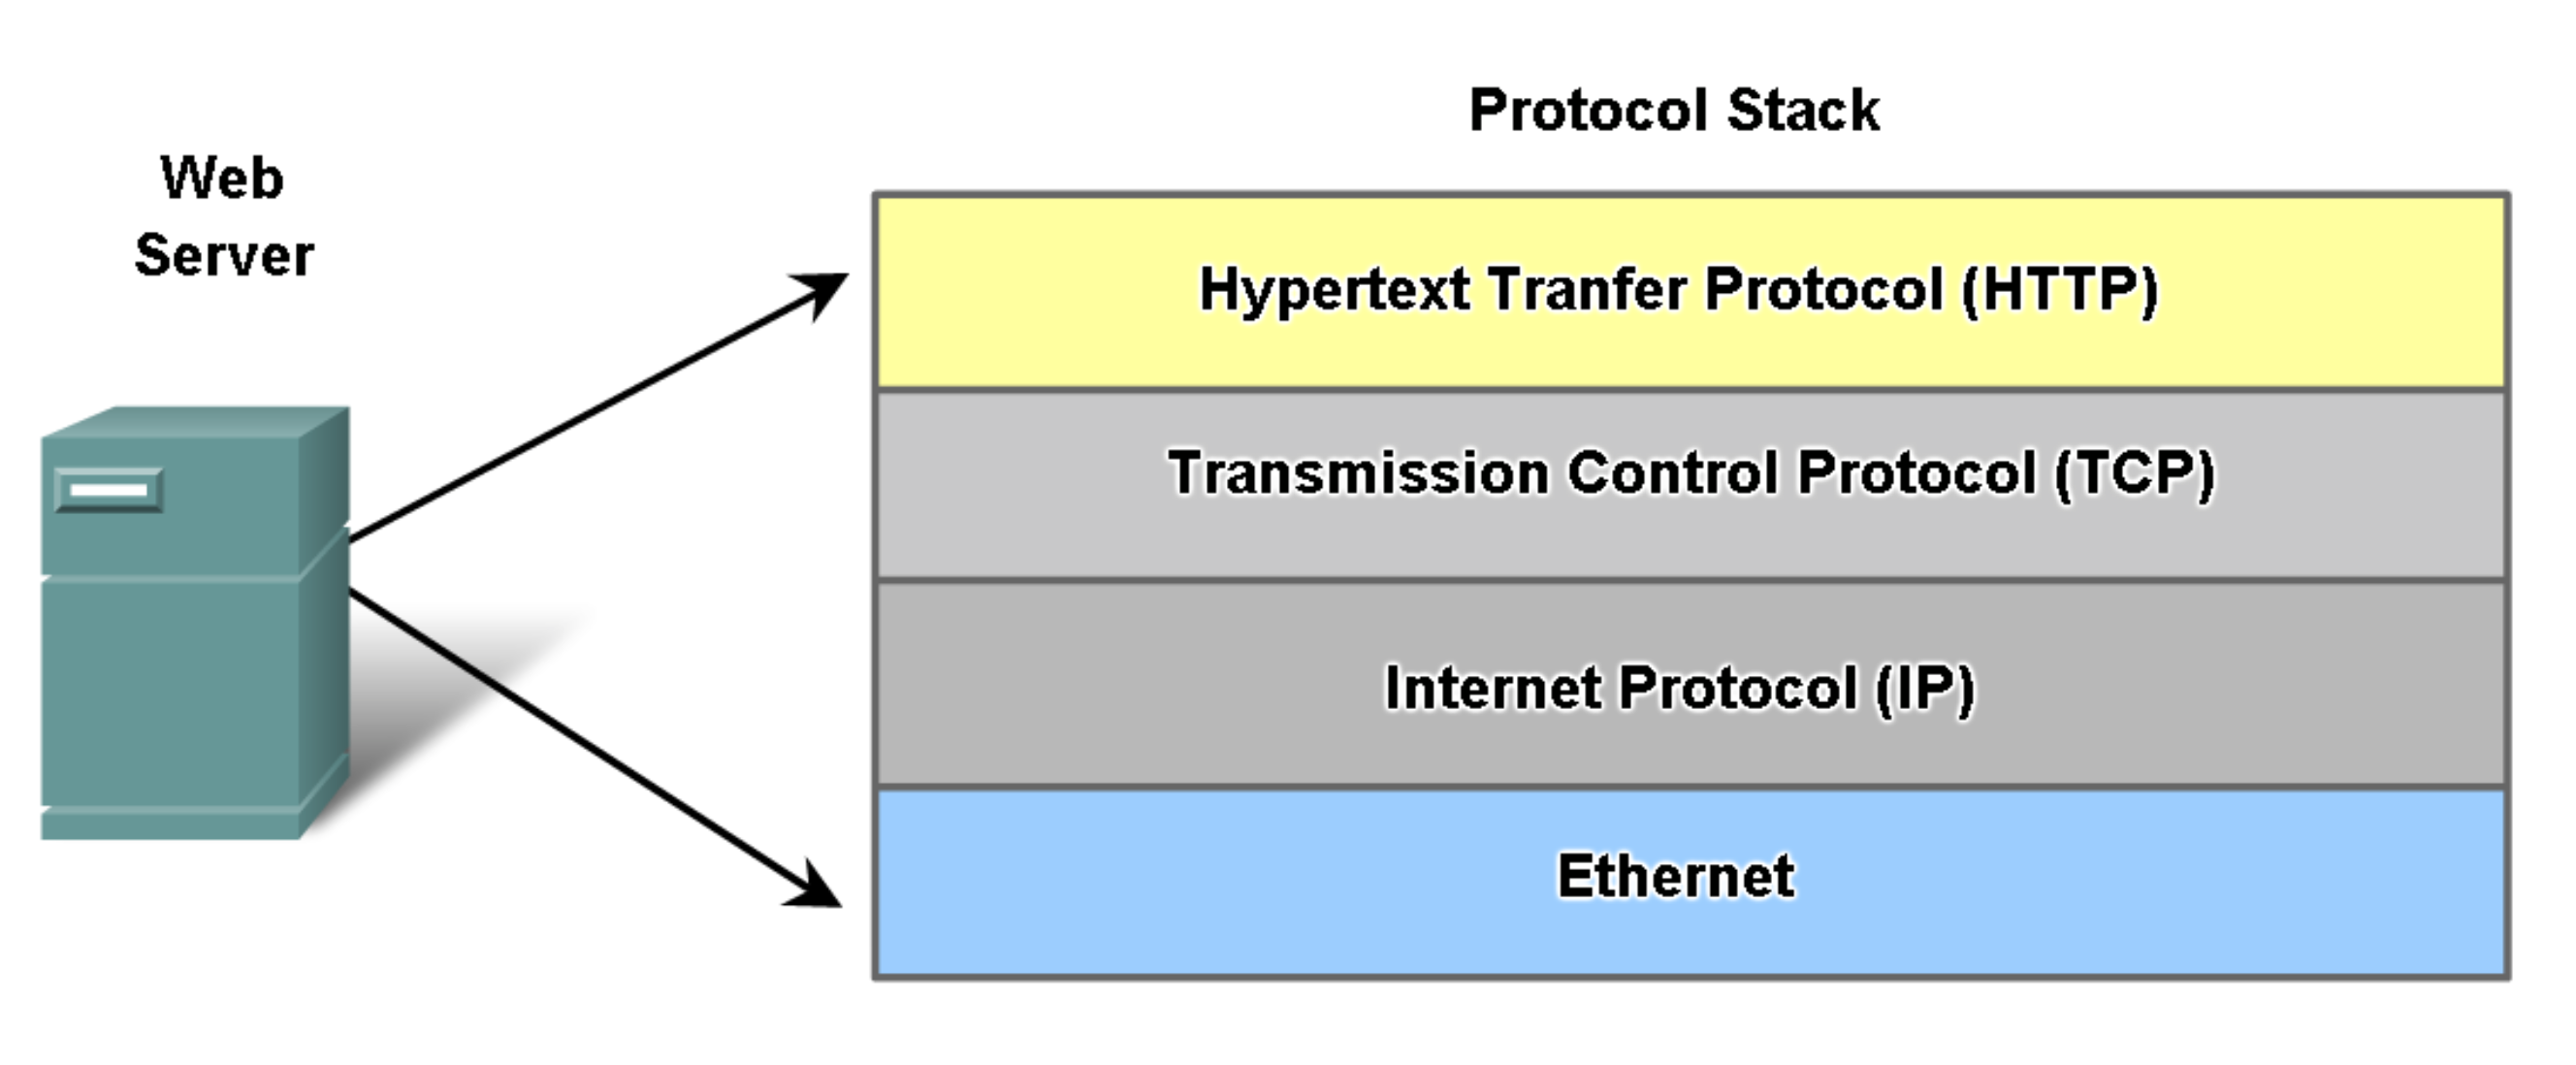 Protocol Stack
Web
Server
Hypertext Tranfer Protocol (HTTP)
Transmission Control Protocol (TCP)
Internet Protocol (IP)
Ethernet